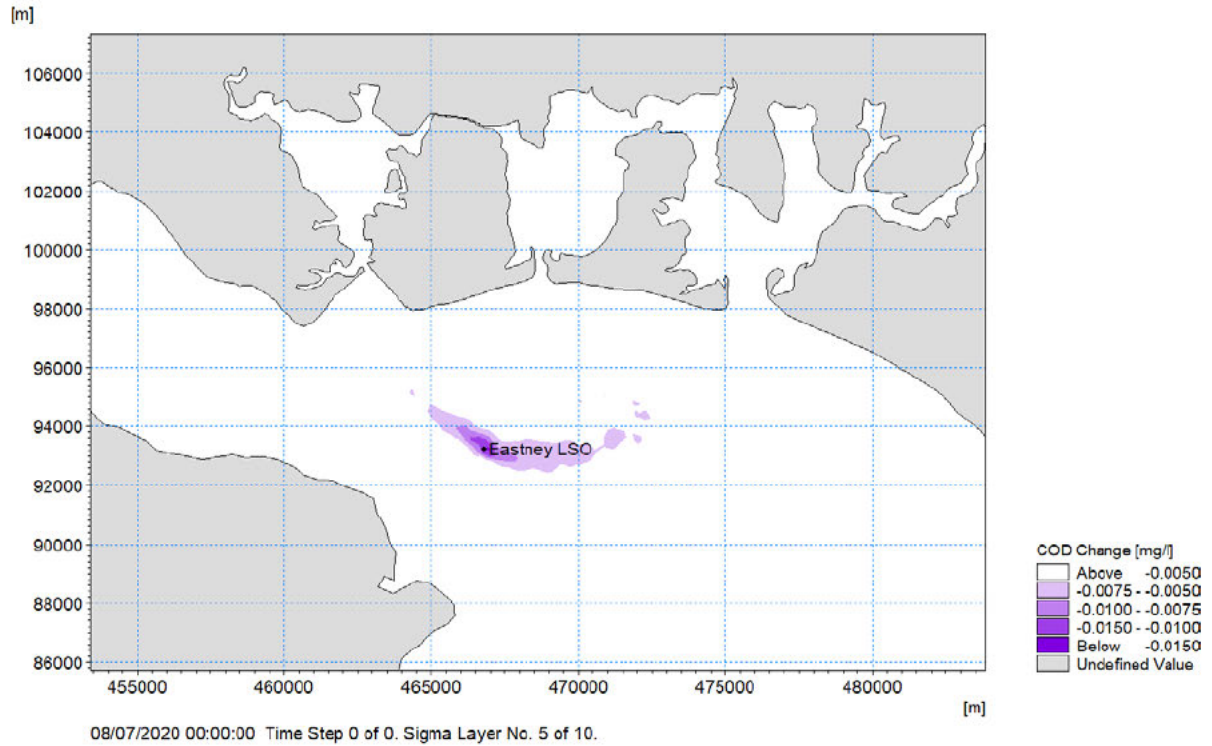 [m]
106000
104000
102000
100000
98000
96000
94000
92000
90000
88000
86000
Eastney LSO
455000 460000 465000 470000 475000 480000
[m]
COD Change [mg/l]
Above -0.0050
-0.0075 - -0.0050
-0.0100 - -0.0075
-0.0150 - -0.0100
Below -0.0150
Undefined Value
08/07/2020 00:00:00 Time Step 0 of 0. Sigma Layer No. 5 of 10.